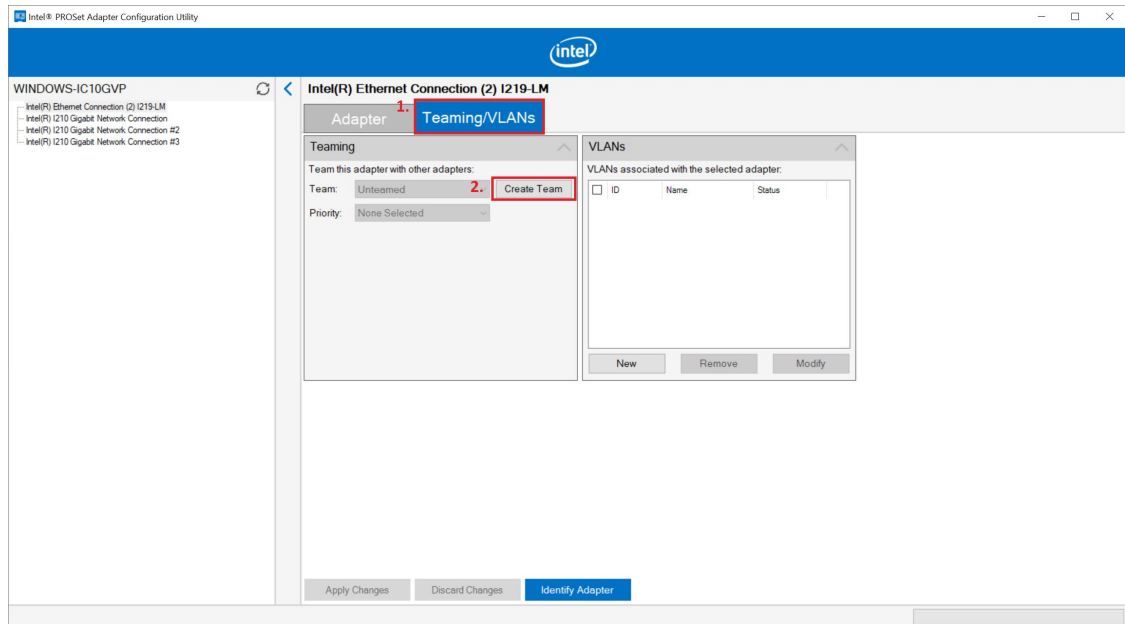 Intel® PROSet Adapter Configuration Utility
intel
WINDOWS-IC10GVP
Intel(R) Ethernet Connection (2) I219-LM
Intel(R) I210 Gigabit Network Connection
Intel(R) I210 Gigabit Network Connection #2
Intel(R) I210 Gigabit Network Connection #3
Intel(R) Ethernet Connection (2) I219-LM
Adapter 1. Teaming/VLANs
Teaming
Team this adapter with other adapters:
Team: Unteamed 2. Create Team
Priority: None Selected
VLANs
VLANs associated with the selected adapter:
ID Name Status
New Remove Modify
Apply Changes Discard Changes Identify Adapter